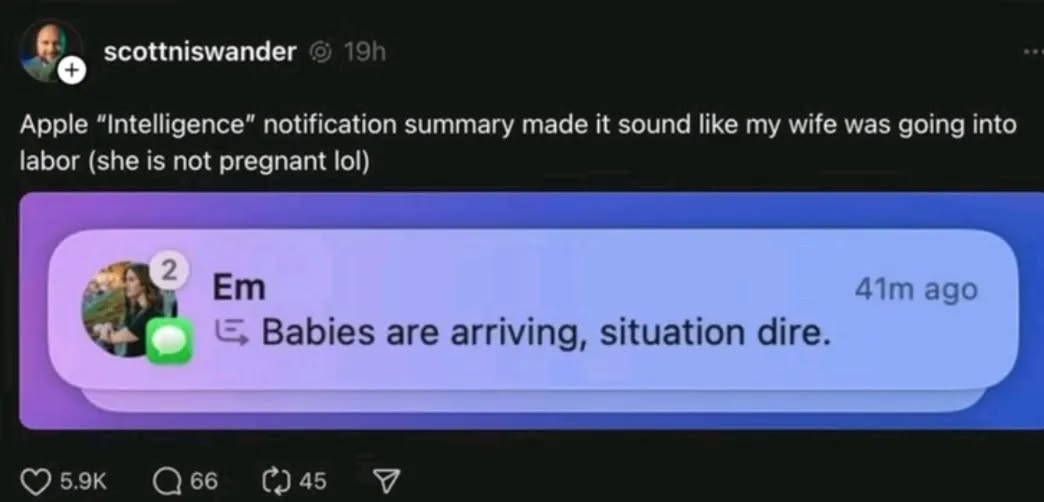 scottniswander 19h
Apple “Intelligence” notification summary made it sound like my wife was going into
labor (she is not pregnant lol)
2
Em 41m ago
Babies are arriving, situation dire.
5.9K 66 45